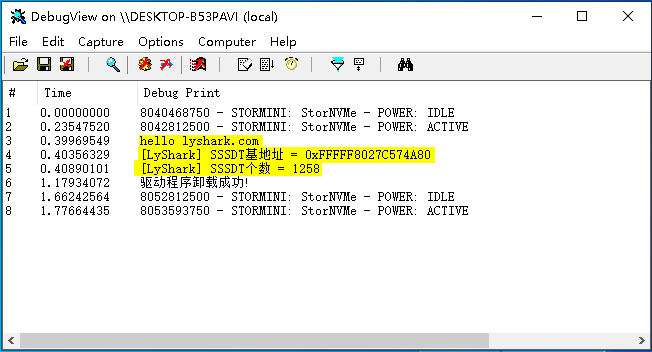 DebugView on \\DESKTOP-B53PAVI (local)
File Edit Capture Options Computer Help
# Time Debug Print
1 0.00000000 8040468750 - STORMINI: StorNVMe - POWER: IDLE
2 0.23547520 8042812500 - STORMINI: StorNVMe - POWER: ACTIVE
3 0.39969549 hello lyshark.com
4 0.40356329 [LyShark] SSSDT基地址 = 0xFFFFF8027C574A80
5 0.40890101 [LyShark] SSSDT个数 = 1258
6 1.17934072 驱动程序卸载成功!
7 1.66242564 8052812500 - STORMINI: StorNVMe - POWER: IDLE
8 1.77664435 8053593750 - STORMINI: StorNVMe - POWER: ACTIVE